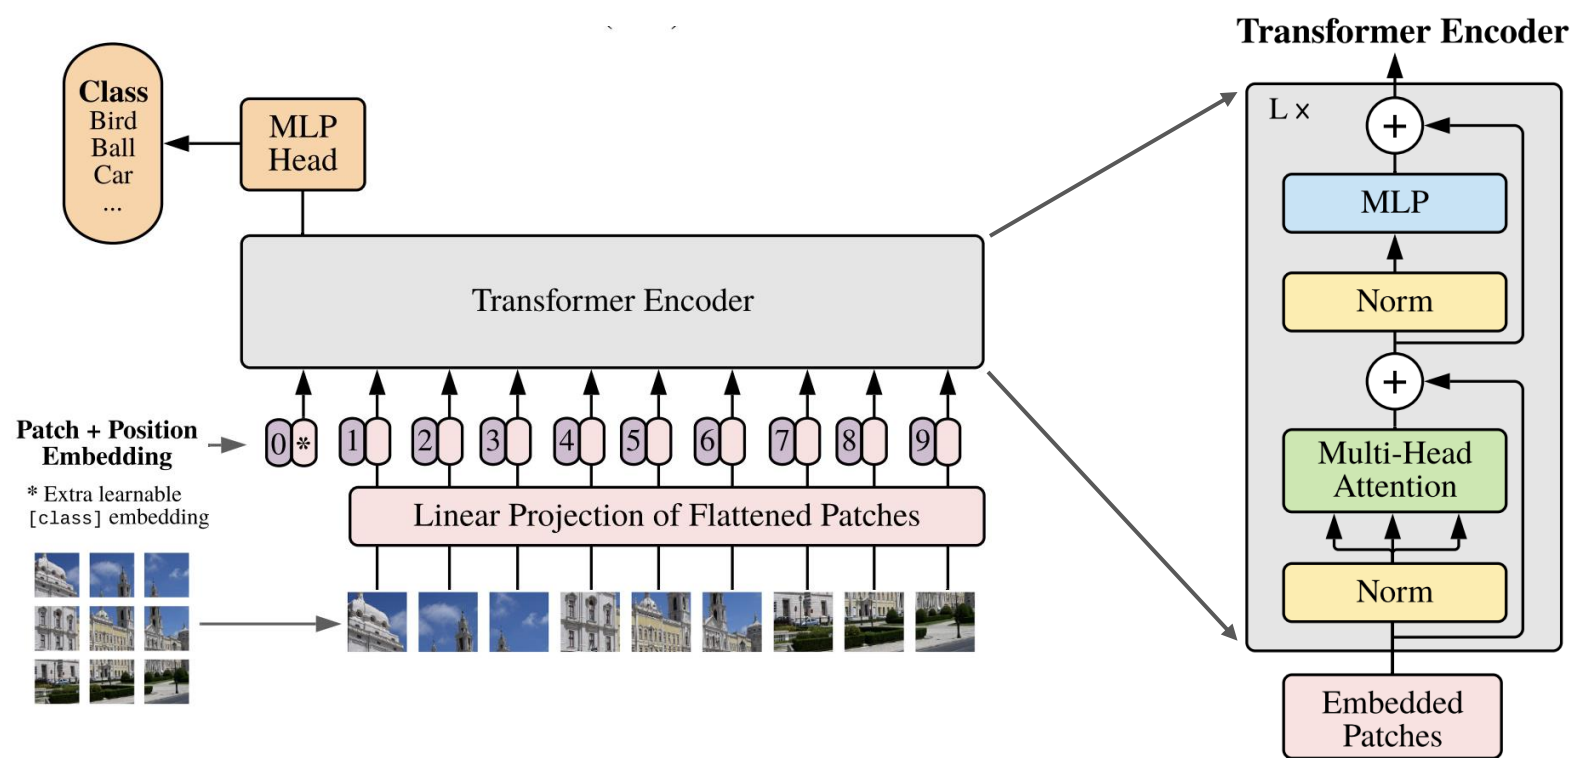 Class
Bird
Ball
Car
...
MLP
Head
Transformer Encoder
Patch + Position
Embedding
* Extra learnable
[class] embedding
0 * 1 2 3 4 5 6 7 8 9
Linear Projection of Flattened Patches
Transformer Encoder
L x
+
MLP
Norm
+
Multi-Head
Attention
Norm
Embedded
Patches